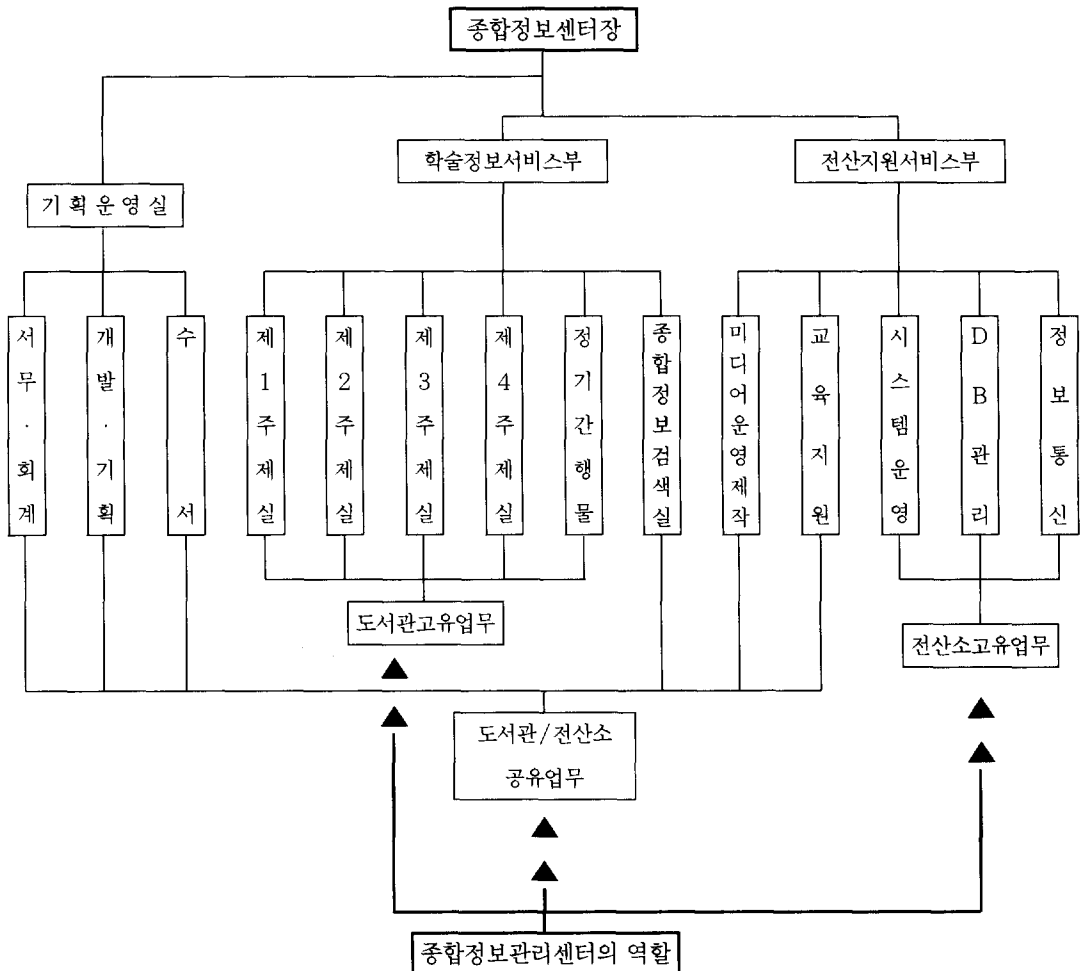 종합정보센터장
학술정보서비스부
전산지원서비스부
기획운영실
서무·회계
개발·기획
수서
제1주제실
제2주제실
제3주제실
제4주제실
정기간행물
종합정보검색실
미디어운영제작
교육지원
시스템운영
DB관리
정보통신
도서관고유업무
전산소고유업무
도서관/전산소
공유업무
종합정보관리센터의 역할